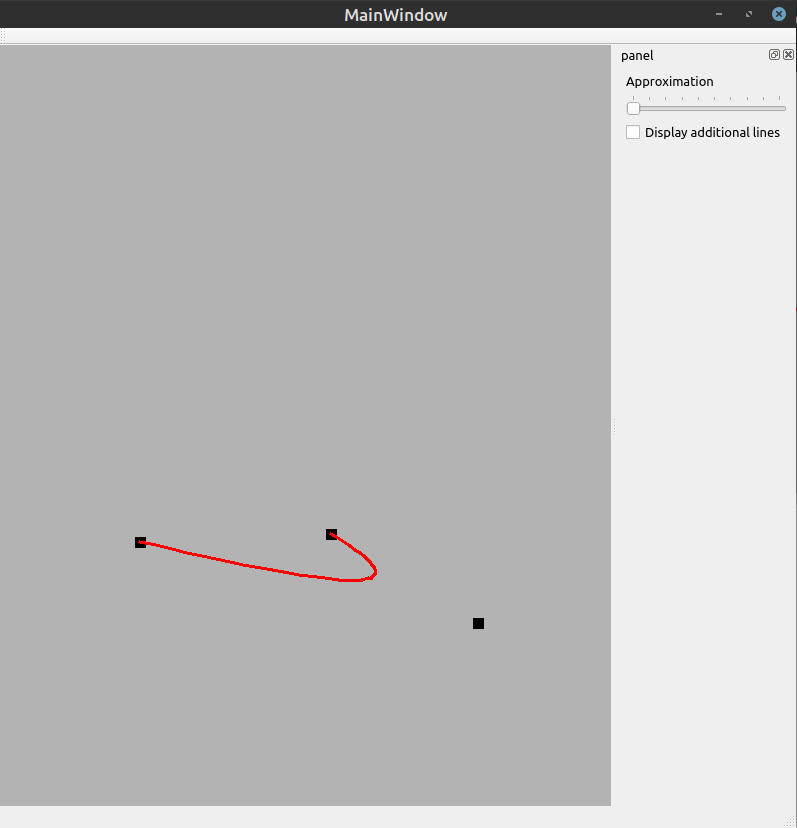 MainWindow
panel
Approximation
Display additional lines